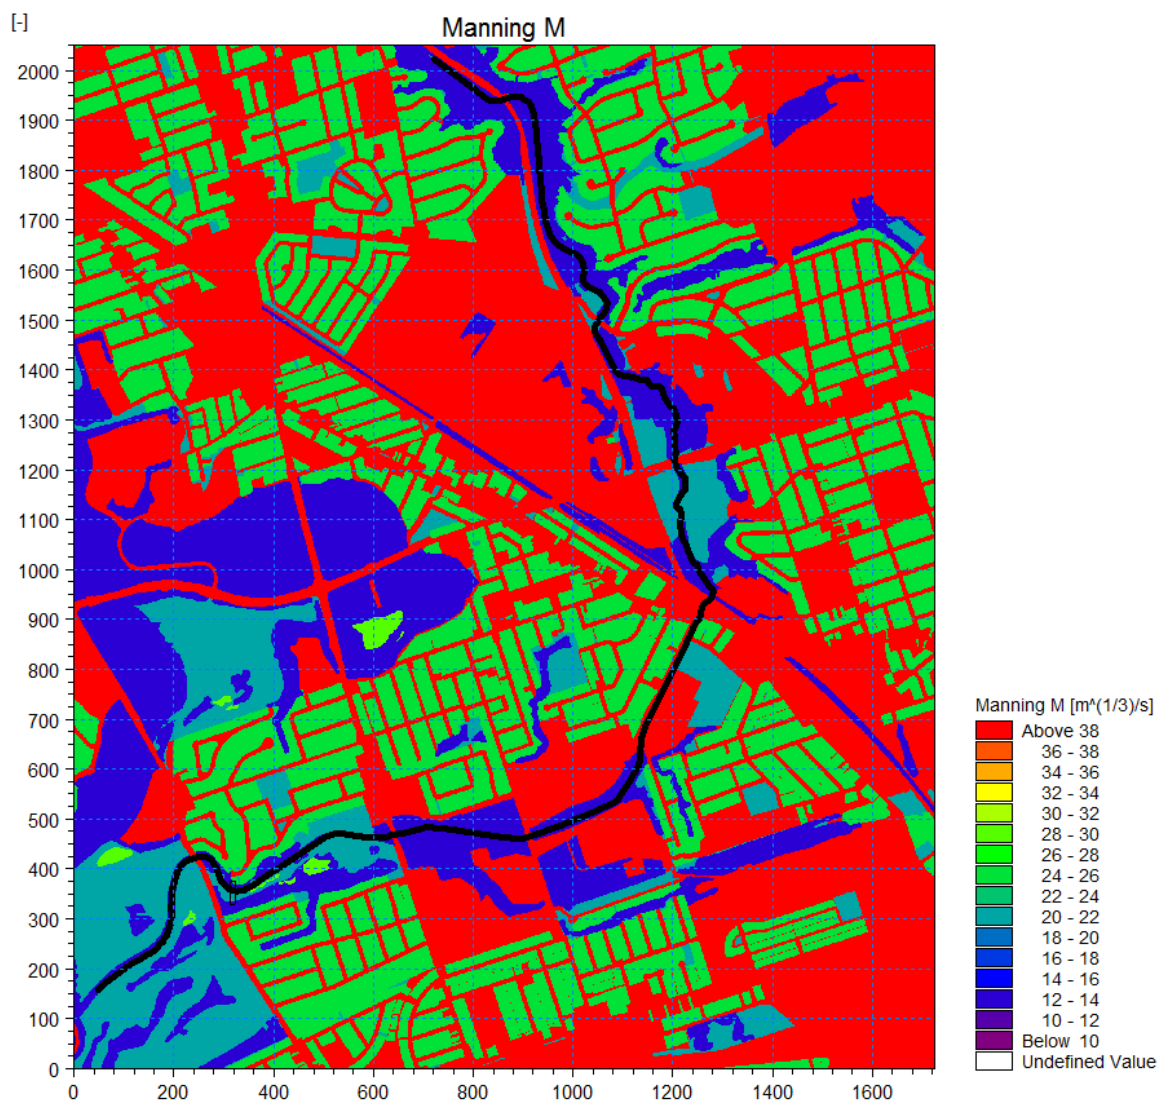 [-]
Manning M
2000
1900
1800
1700
1600
1500
1400
1300
1200
1100
1000
900
800
700
600
500
400
300
200
100
0
0 200 400 600 800 1000 1200 1400 1600
Manning M [m^(1/3)/s]
Above 38
36 - 38
34 - 36
32 - 34
30 - 32
28 - 30
26 - 28
24 - 26
22 - 24
20 - 22
18 - 20
16 - 18
14 - 16
12 - 14
10 - 12
Below 10
Undefined Value